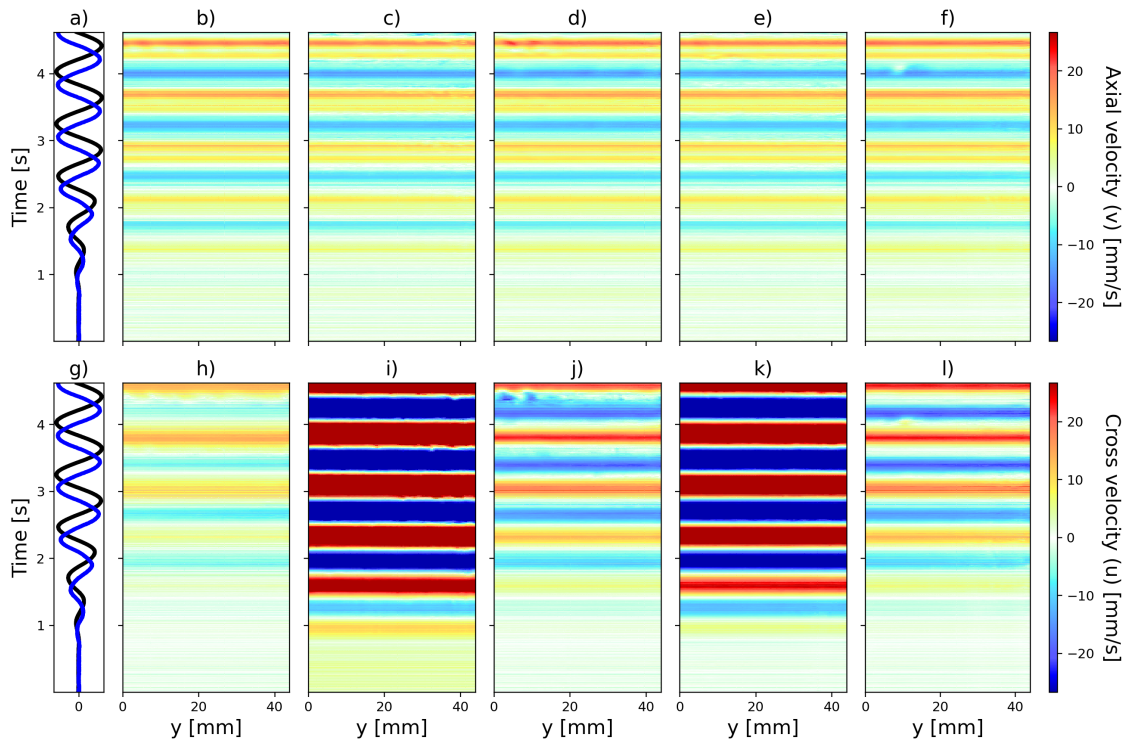 a) b) c) d) e) f)
Time [s]
4
3
2
1
20
10
0
−10
−20
Axial velocity (v) [mm/s]
g) h) i) j) k) l)
Time [s]
4
3
2
1
0
0 20 40
0 20 40
0 20 40
0 20 40
0 20 40
y [mm] y [mm] y [mm] y [mm] y [mm]
20
10
0
−10
−20
Cross velocity (u) [mm/s]